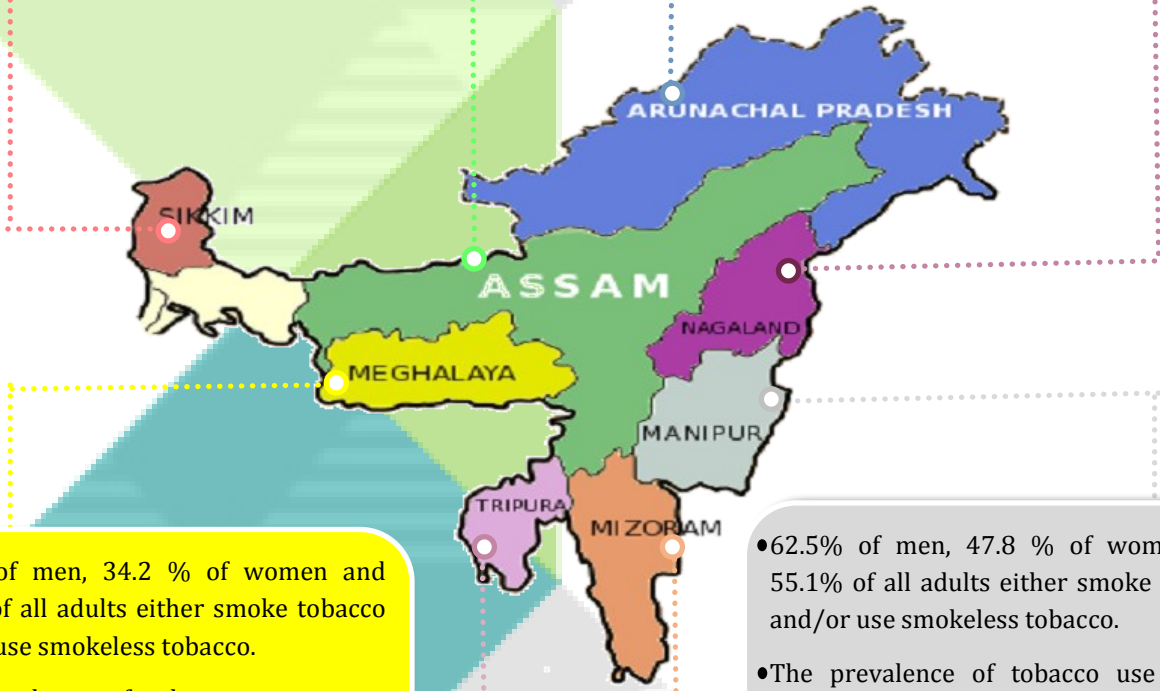 ARUNACHAL PRADESH
SIKKIM
ASSAM
NAGALAND
MEGHALAYA
MANIPUR
TRIPURA
MIZORAM
of men, 34.2 % of women and
of all adults either smoke tobacco
use smokeless tobacco.
•62.5% of men, 47.8 % of
55.1% of all adults either smoke
and/or use smokeless tobacco.
•The prevalence of tobacco use